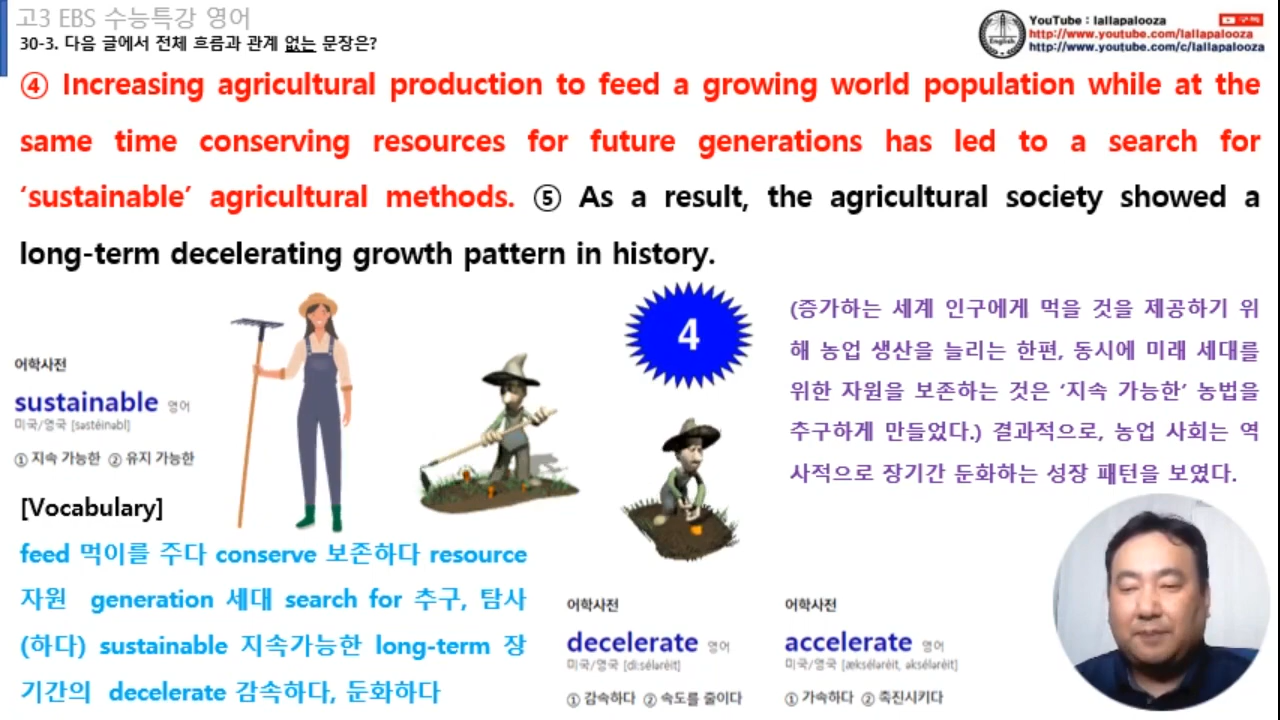 고3 EBS 수능특강 영어
30-3. 다음 글에서 전체 흐름과 관계 없는 문장은?
YouTube : lallapalooza
구독
http://www.youtube.com/lallapalooza
http://www.youtube.com/c/lallapalooza
English
④ Increasing agricultural production to feed a growing world population while at the
same time conserving resources for future generations has led to a search for
‘sustainable’ agricultural methods. ⑤ As a result, the agricultural society showed a
long-term decelerating growth pattern in history.
4
(증가하는 세계 인구에게 먹을 것을 제공하기 위
해 농업 생산을 늘리는 한편, 동시에 미래 세대를
위한 자원을 보존하는 것은 ‘지속 가능한’ 농법을
추구하게 만들었다.) 결과적으로, 농업 사회는 역
사적으로 장기간 둔화하는 성장 패턴을 보였다.
어학사전
sustainable 영어
미국/영국 [səstéinəbl]
① 지속 가능한 ② 유지 가능한
[Vocabulary]
feed 먹이를 주다 conserve 보존하다 resource
자원 generation 세대 search for 추구, 탐사
(하다) sustainable 지속가능한 long-term 장
기간의 decelerate 감속하다, 둔화하다
어학사전
decelerate 영어
미국/영국 [di:séləréit]
① 감속하다 ② 속도를 줄이다
어학사전
accelerate 영어
미국/영국 [æksélərèit, əksélərèit]
① 가속하다 ② 촉진시키다